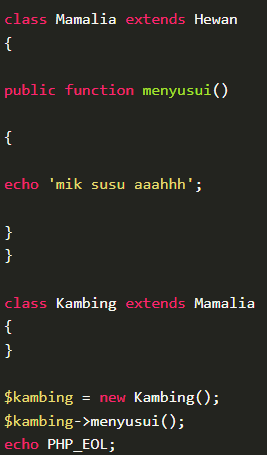 class Mamalia extends Hewan
{
public function menyusui()
{
echo 'mik susu aaahhh';
}
}
class Kambing extends Mamalia
{
}
$kambing = new Kambing();
$kambing->menyusui();
echo PHP_EOL;